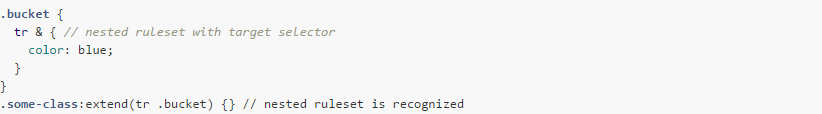 .bucket {
  tr & { // nested ruleset with target selector
    color: blue;
  }
}
.some-class:extend(tr .bucket) {} // nested ruleset is recognized